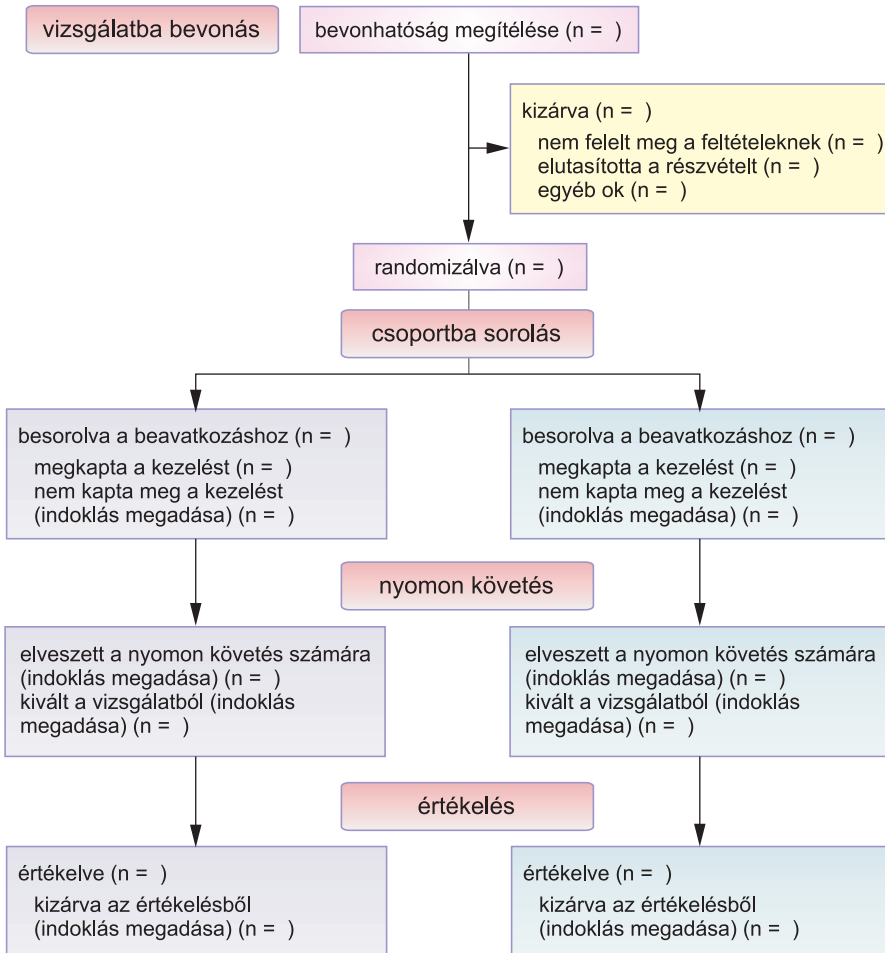 vizsgálatba bevonás
bevonhatóság megítélése (n =  )
kizárva (n =  )
nem felelt meg a feltételeknek (n =  )
elutasította a részvételt (n =  )
egyéb ok (n =  )
randomizálva (n =  )
csoportba sorolás
besorolva a beavatkozáshoz (n =  )
megkapta a kezelést (n =  )
nem kapta meg a kezelést
(indoklás megadása) (n =  )
besorolva a beavatkozáshoz (n =  )
megkapta a kezelést (n =  )
nem kapta meg a kezelést
(indoklás megadása) (n =  )
nyomon követés
elveszett a nyomon követés számára
(indoklás megadása) (n =  )
kivált a vizsgálatból (indoklás
megadása) (n =  )
elveszett a nyomon követés számára
(indoklás megadása) (n =  )
kivált a vizsgálatból (indoklás
megadása) (n =  )
értékelés
értékelve (n =  )
kizárva az értékelésből
(indoklás megadása) (n =  )
értékelve (n =  )
kizárva az értékelésből
(indoklás megadása) (n =  )